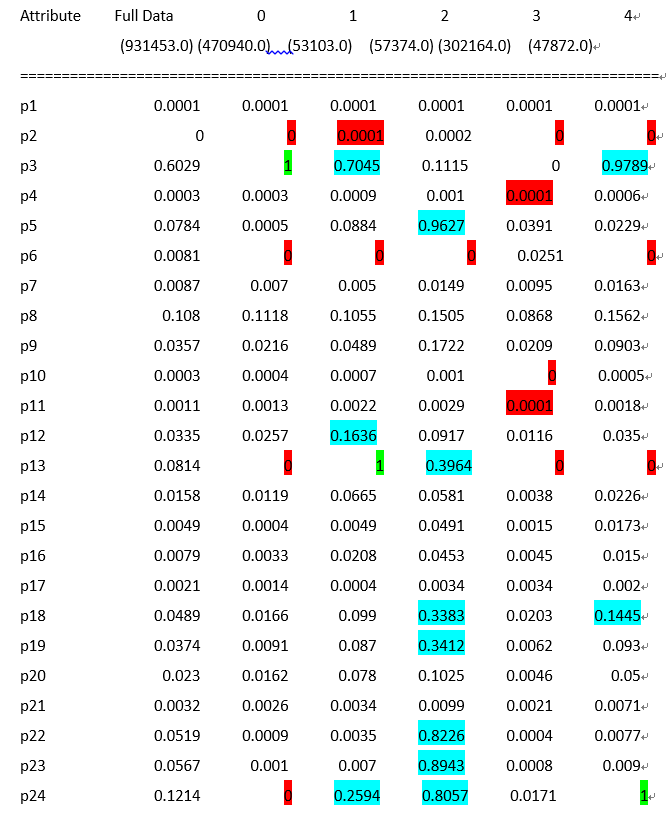 Attribute Full Data 0 1 2 3 4
(931453.0) (470940.0) (53103.0) (57374.0) (302164.0) (47872.0)
================================================================================
p1 0.0001 0.0001 0.0001 0.0001 0.0001 0.0001
p2 0 0 0.0001 0.0002 0 0
p3 0.6029 1 0.7045 0.1115 0 0.9789
p4 0.0003 0.0003 0.0009 0.001 0.0001 0.0006
p5 0.0784 0.0005 0.0884 0.9627 0.0391 0.0229
p6 0.0081 0 0 0 0.0251 0
p7 0.0087 0.007 0.005 0.0149 0.0095 0.0163
p8 0.108 0.1118 0.1055 0.1505 0.0868 0.1562
p9 0.0357 0.0216 0.0489 0.1722 0.0209 0.0903
p10 0.0003 0.0004 0.0007 0.001 0 0.0005
p11 0.0011 0.0013 0.0022 0.0029 0.0001 0.0018
p12 0.0335 0.0257 0.1636 0.0917 0.0116 0.035
p13 0.0814 0 1 0.3964 0 0
p14 0.0158 0.0119 0.0665 0.0581 0.0038 0.0226
p15 0.0049 0.0004 0.0049 0.0491 0.0015 0.0173
p16 0.0079 0.0033 0.0208 0.0453 0.0045 0.015
p17 0.0021 0.0014 0.0004 0.0034 0.0034 0.002
p18 0.0489 0.0166 0.099 0.3383 0.0203 0.1445
p19 0.0374 0.0091 0.087 0.3412 0.0062 0.093
p20 0.023 0.0162 0.078 0.1025 0.0046 0.05
p21 0.0032 0.0026 0.0034 0.0099 0.0021 0.0071
p22 0.0519 0.0009 0.0035 0.8226 0.0004 0.0077
p23 0.0567 0.001 0.007 0.8943 0.0008 0.009
p24 0.1214 0 0.2594 0.8057 0.0171 1